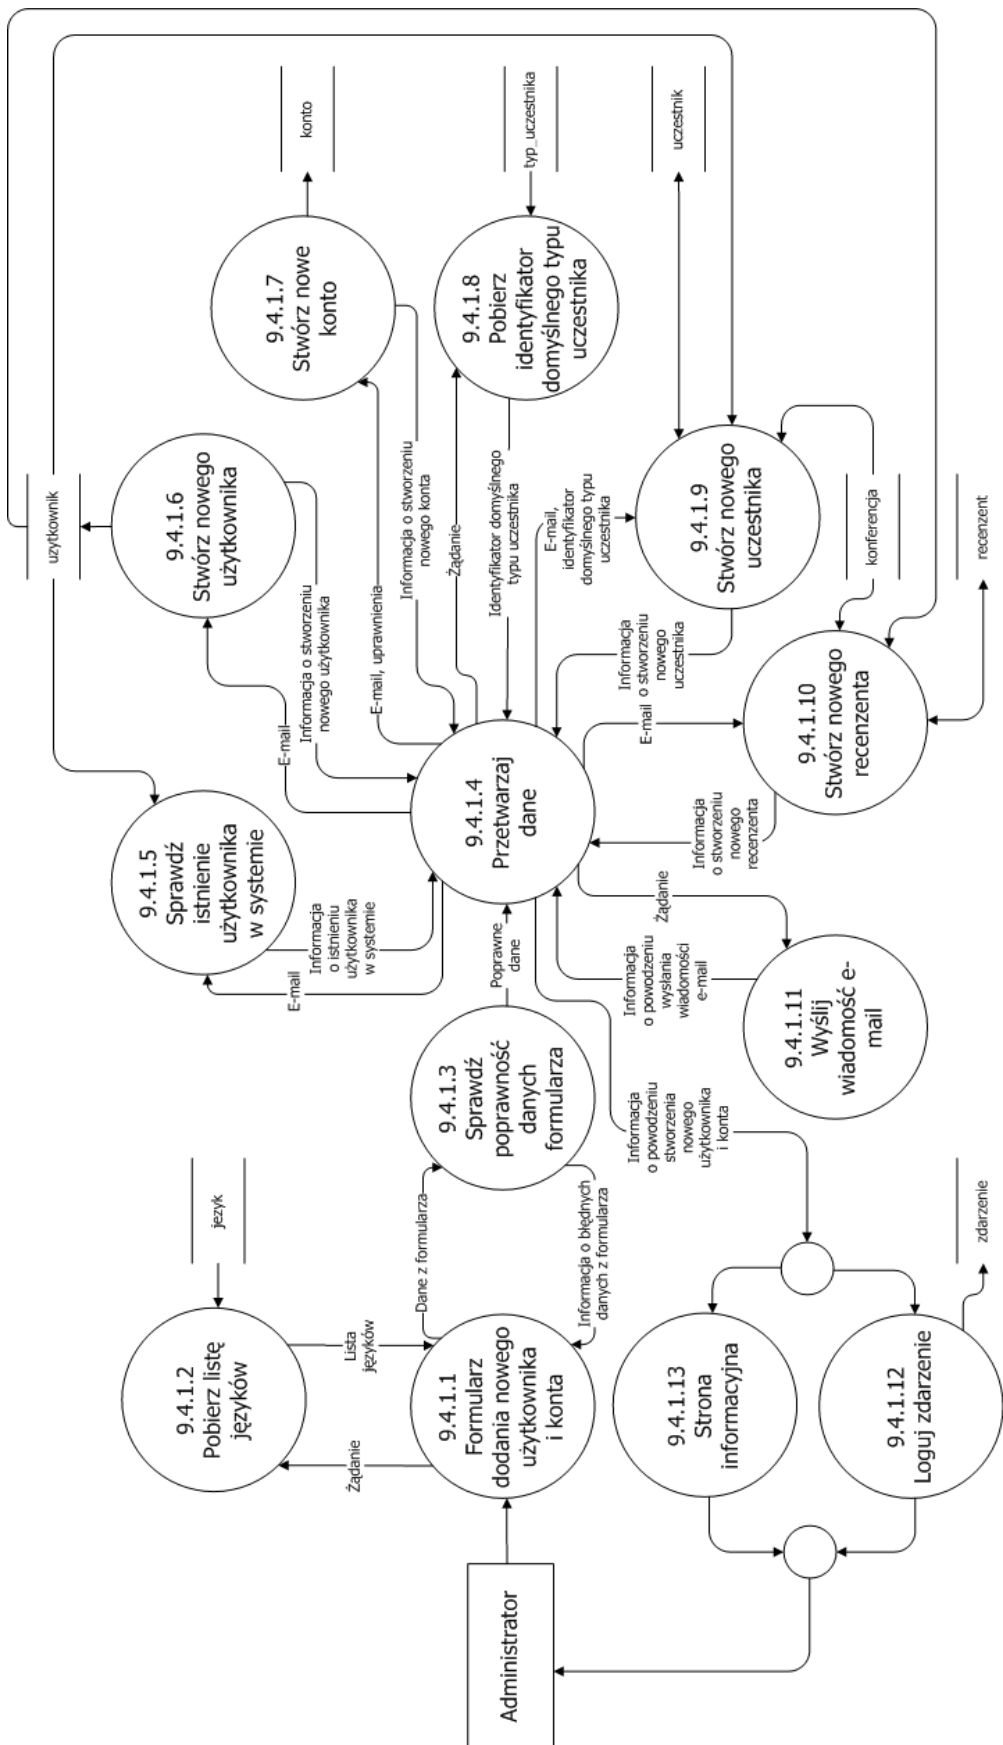 Administrator
9.4.1.1
Formularz
dodania nowego
użytkownika
i konta
Żądanie
Lista
języków
9.4.1.2
Pobierz listę
języków
jezyk
Dane z formularza
Informacja o błędnych
danych z formularza
9.4.1.3
Sprawdź
poprawność
danych
formularza
Poprawne
dane
9.4.1.4
Przetwarzaj
dane
E-mail
Informacja
o istnieniu
użytkownika
w systemie
9.4.1.5
Sprawdź
istnienie
użytkownika
w systemie
E-mail
Informacja o stworzeniu
nowego użytkownika
9.4.1.6
Stwórz nowego
użytkownika
uzytkownik
E-mail, uprawnienia
Informacja o stworzeniu
nowego konta
9.4.1.7
Stwórz nowe
konto
konto
Żądanie
Identyfikator domyślnego
typu uczestnika
9.4.1.8
Pobierz
identyfikator
domyślnego typu
uczestnika
typ_uczestnika
E-mail,
identyfikator
domyślnego typu
uczestnika
Informacja
o stworzeniu
nowego
uczestnika
9.4.1.9
Stwórz nowego
uczestnika
uczestnik
konferencja
E-mail
Informacja
o stworzeniu
nowego
recenzenta
9.4.1.10
Stwórz nowego
recenzenta
recenzent
Żądanie
Informacja
o powodzeniu
wysłania
wiadomości
e-mail
9.4.1.11
Wyślij
wiadomość e-
mail
Informacja
o powodzeniu
stworzenia
nowego
użytkownika
i konta
9.4.1.13
Strona
informacyjna
9.4.1.12
Loguj zdarzenie
zdarzenie